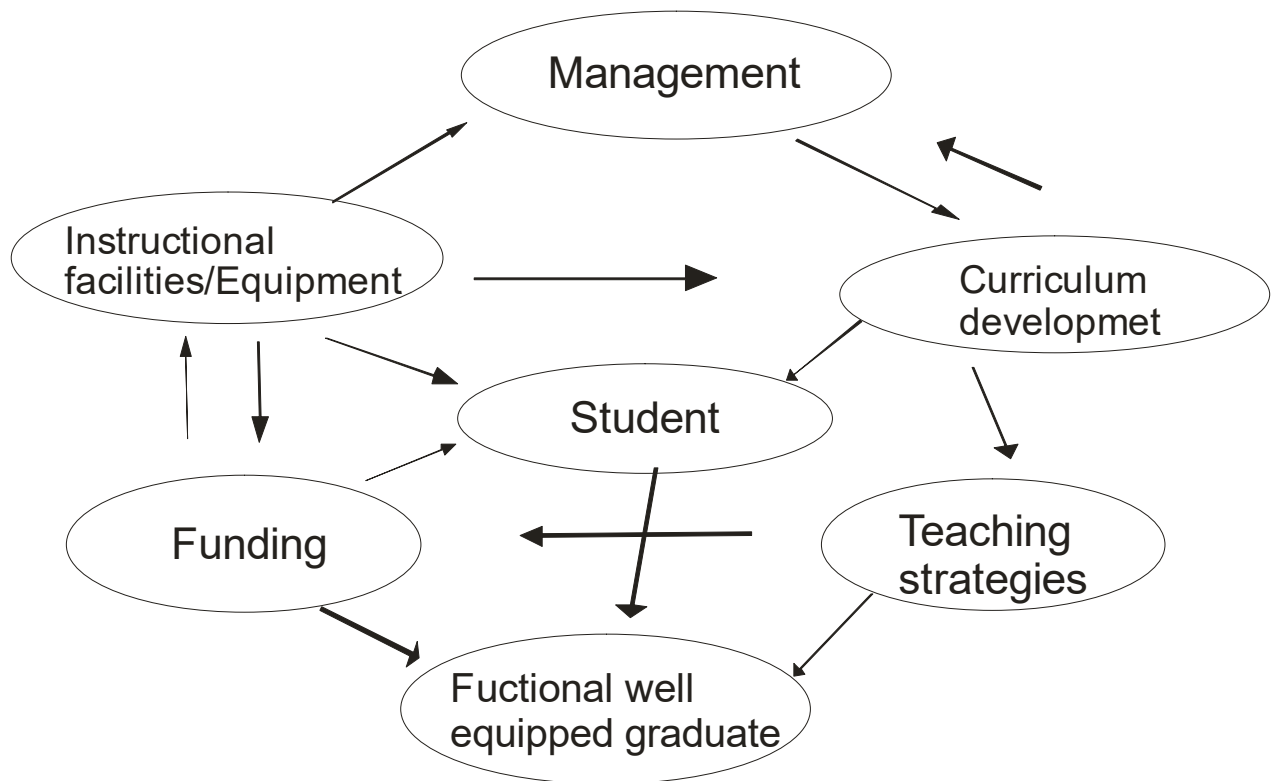 Management
Instructional
facilities/Equipment
Curriculum
developmet
Student
Funding
Teaching
strategies
Fuctional well
equipped graduate